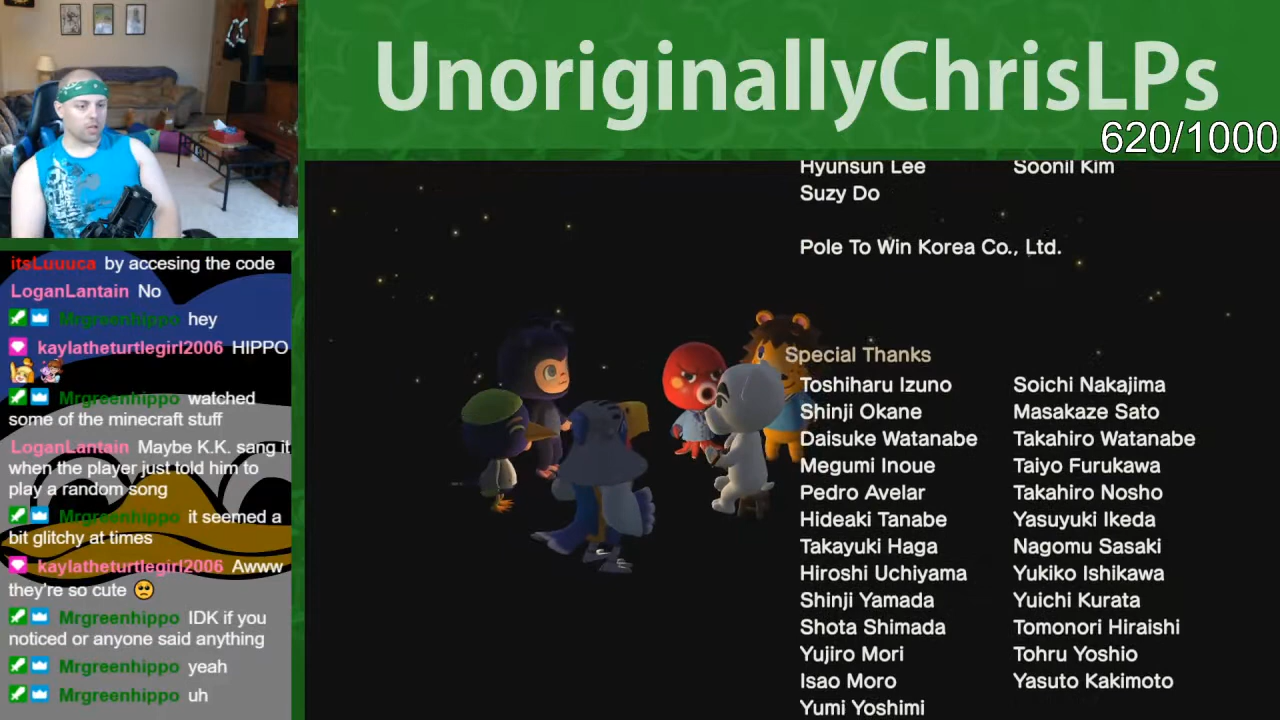 UnoriginallyChrisLPs
620/1000
itsLuuuca by accesing the code
LoganLantain No
Mrgreenhippo hey
kaylatheturtlegirl2006 HIPPO
Mrgreenhippo watched
some of the minecraft stuff
LoganLantain Maybe K.K. sang it
when the player just told him to
play a random song
Mrgreenhippo it seemed a
bit glitchy at times
kaylatheturtlegirl2006 Awww
they're so cute 🥺
Mrgreenhippo IDK if you
noticed or anyone said anything
Mrgreenhippo yeah
Mrgreenhippo uh
Hyunsun Lee Soonil Kim
Suzy Do
Pole To Win Korea Co., Ltd.
Special Thanks
Toshiharu Izuno Soichi Nakajima
Shinji Okane Masakaze Sato
Daisuke Watanabe Takahiro Watanabe
Megumi Inoue Taiyo Furukawa
Pedro Avelar Takahiro Nosho
Hideaki Tanabe Yasuyuki Ikeda
Takayuki Haga Nagomu Sasaki
Hiroshi Uchiyama Yukiko Ishikawa
Shinji Yamada Yuichi Kurata
Shota Shimada Tomonori Hiraishi
Yujiro Mori Tohru Yoshio
Isao Moro Yasuto Kakimoto
Yumi Yoshimi